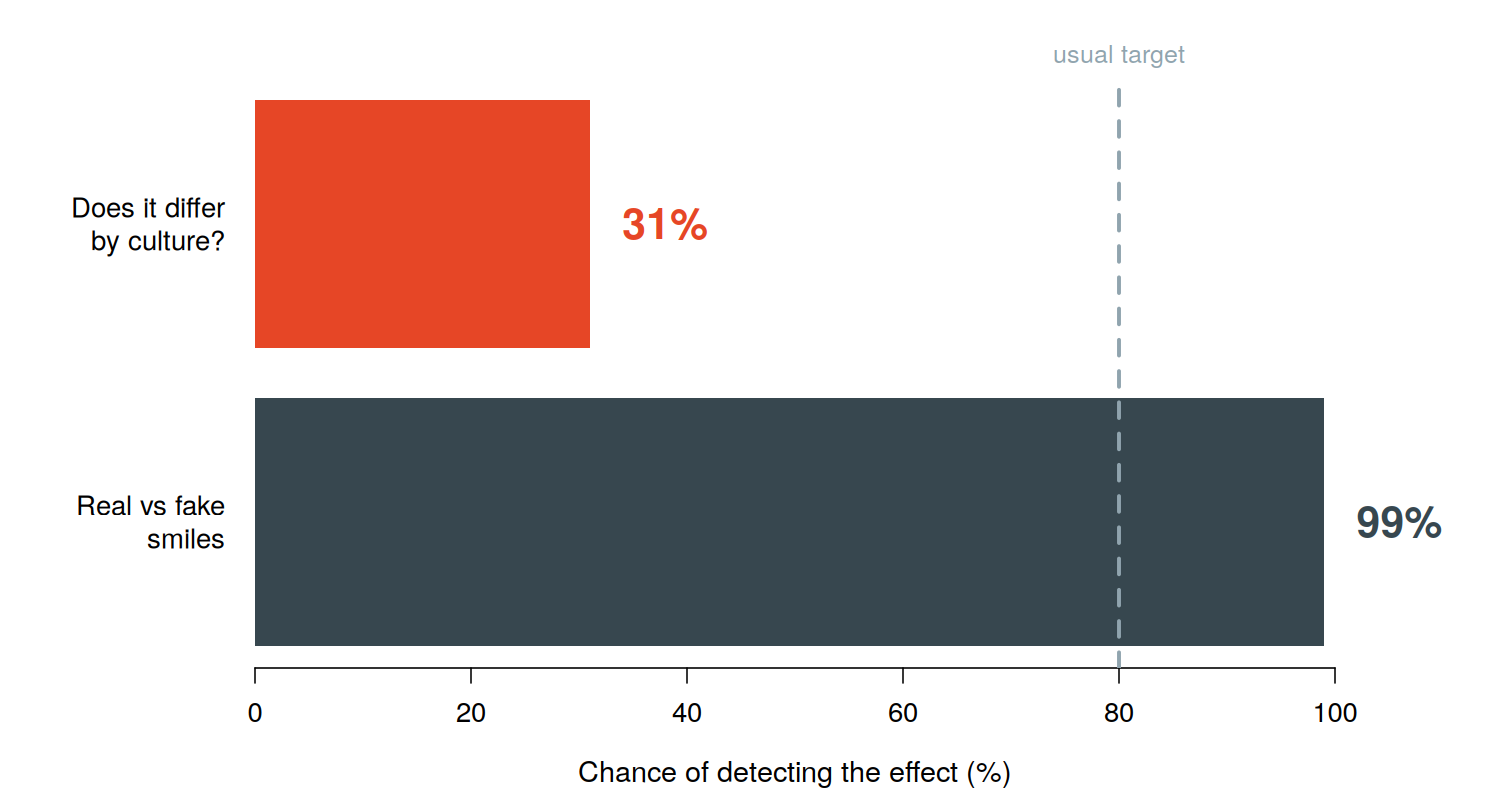 usual target
Does it differ
by culture?
31%
Real vs fake
smiles
99%
0 20 40 60 80 100
Chance of detecting the effect (%)